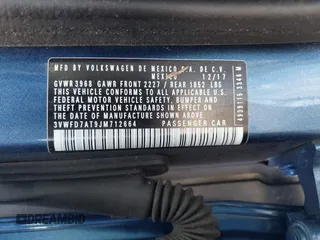 MFD BY VOLKSWAGEN DE MEXICO S.A. DE C.V.
MEXICO 12/17
GVWR 3968 GAWR FRONT 2227 / REAR 1852 LBS
THIS VEHICLE CONFORMS TO ALL APPLICABLE
FEDERAL MOTOR VEHICLE SAFETY, BUMPER AND
THEFT PREVENTION STANDARDS IN EFFECT ON
THE DATE OF MANUFACTURE SHOWN ABOVE.
3VWFD7AT9JM712664 PASSENGER CAR
DREAMBID